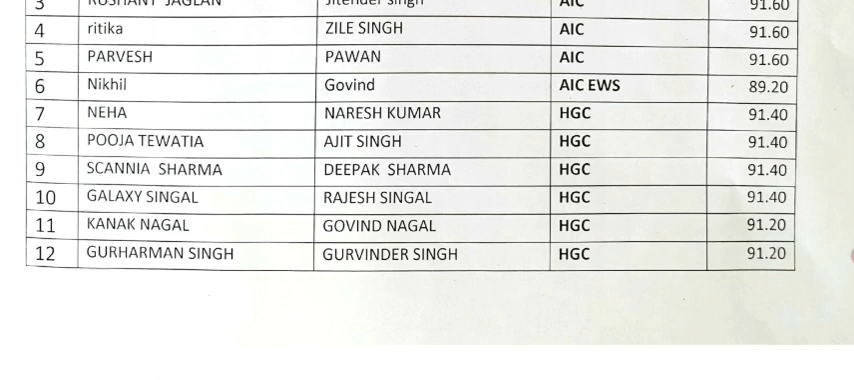 3 KUSHANT JAGLAN Jitender singh AIC 91.60
4 ritika ZILE SINGH AIC 91.60
5 PARVESH PAWAN AIC 91.60
6 Nikhil Govind AIC EWS 89.20
7 NEHA NARESH KUMAR HGC 91.40
8 POOJA TEWATIA AJIT SINGH HGC 91.40
9 SCANNIA SHARMA DEEPAK SHARMA HGC 91.40
10 GALAXY SINGAL RAJESH SINGAL HGC 91.40
11 KANAK NAGAL GOVIND NAGAL HGC 91.20
12 GURHARMAN SINGH GURVINDER SINGH HGC 91.20